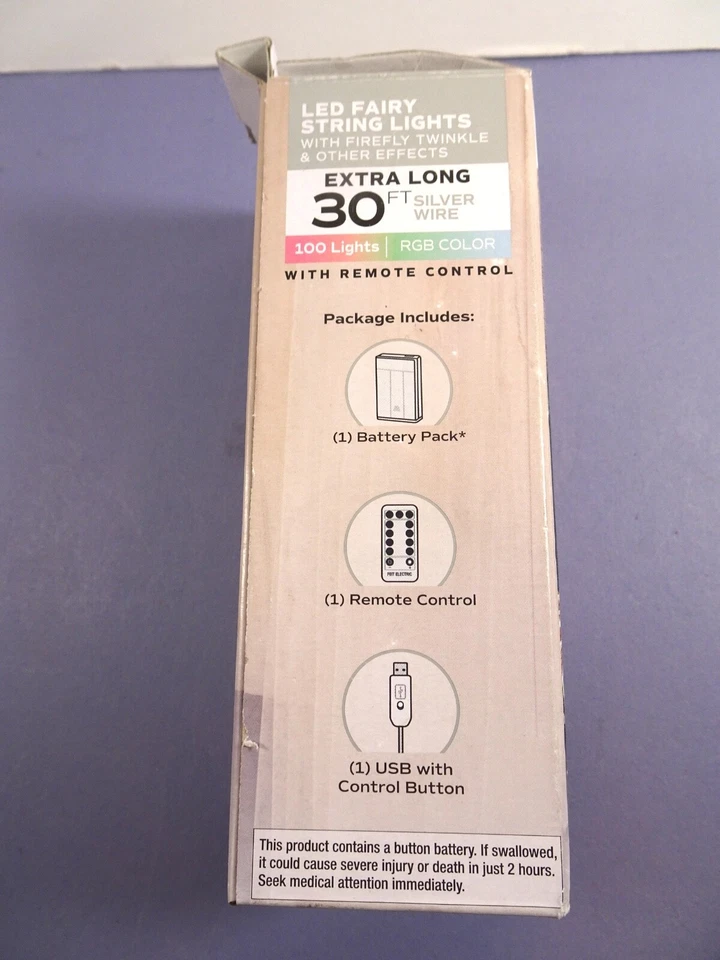 LED FAIRY
STRING LIGHTS
WITH FIREFLY TWINKLE
& OTHER EFFECTS
EXTRA LONG
30 FT SILVER
WIRE
100 Lights | RGB COLOR
WITH REMOTE CONTROL
Package Includes:
(1) Battery Pack*
FEIT ELECTRIC
(1) Remote Control
(1) USB with
Control Button
This product contains a button battery. If swallowed,
it could cause severe injury or death in just 2 hours.
Seek medical attention immediately.